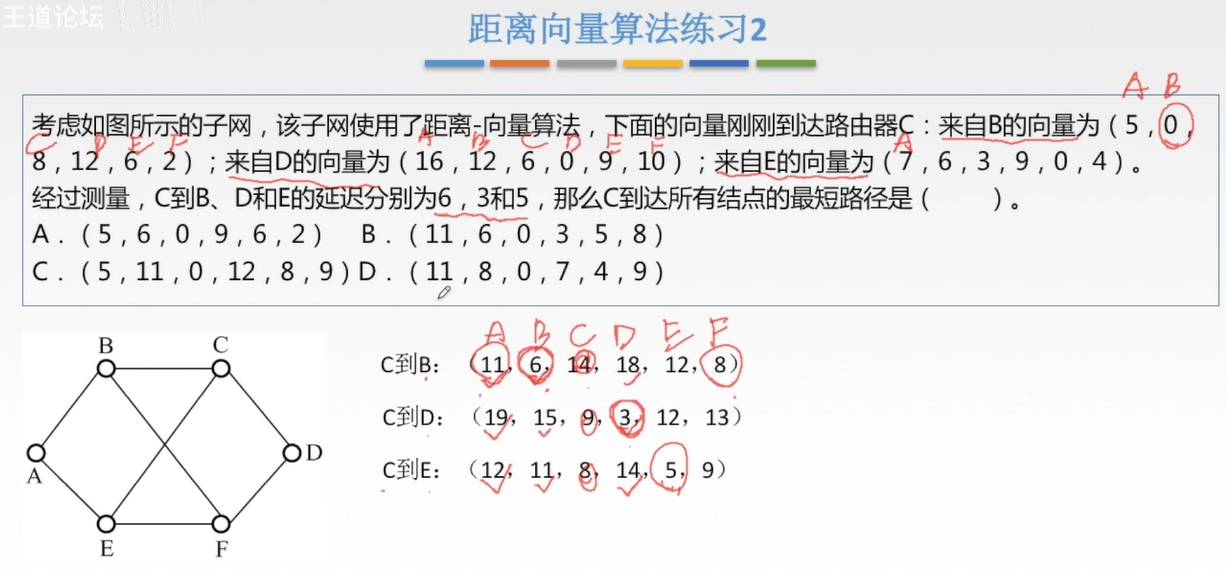 王道论坛
距离向量算法练习2
A B
考虑如图所示的子网，该子网使用了距离-向量算法，下面的向量刚刚到达路由器C：来自B的向量为（5，0，
C D E F A B C D E F A
8，12，6，2）；来自D的向量为（16，12，6，0，9，10）；来自E的向量为（7，6，3，9，0，4）。
经过测量，C到B、D和E的延迟分别为6，3和5，那么C到达所有结点的最短路径是（ ）。
A．（5，6，0，9，6，2） B．（11，6，0，3，5，8）
C．（5，11，0，12，8，9）D．（11，8，0，7，4，9）
A B C D E F
C到B：（11，6，14，18，12，8）
C到D：（19，15，9，3，12，13）
C到E：（12，11，8，14，5，9）
B C
A D
E F